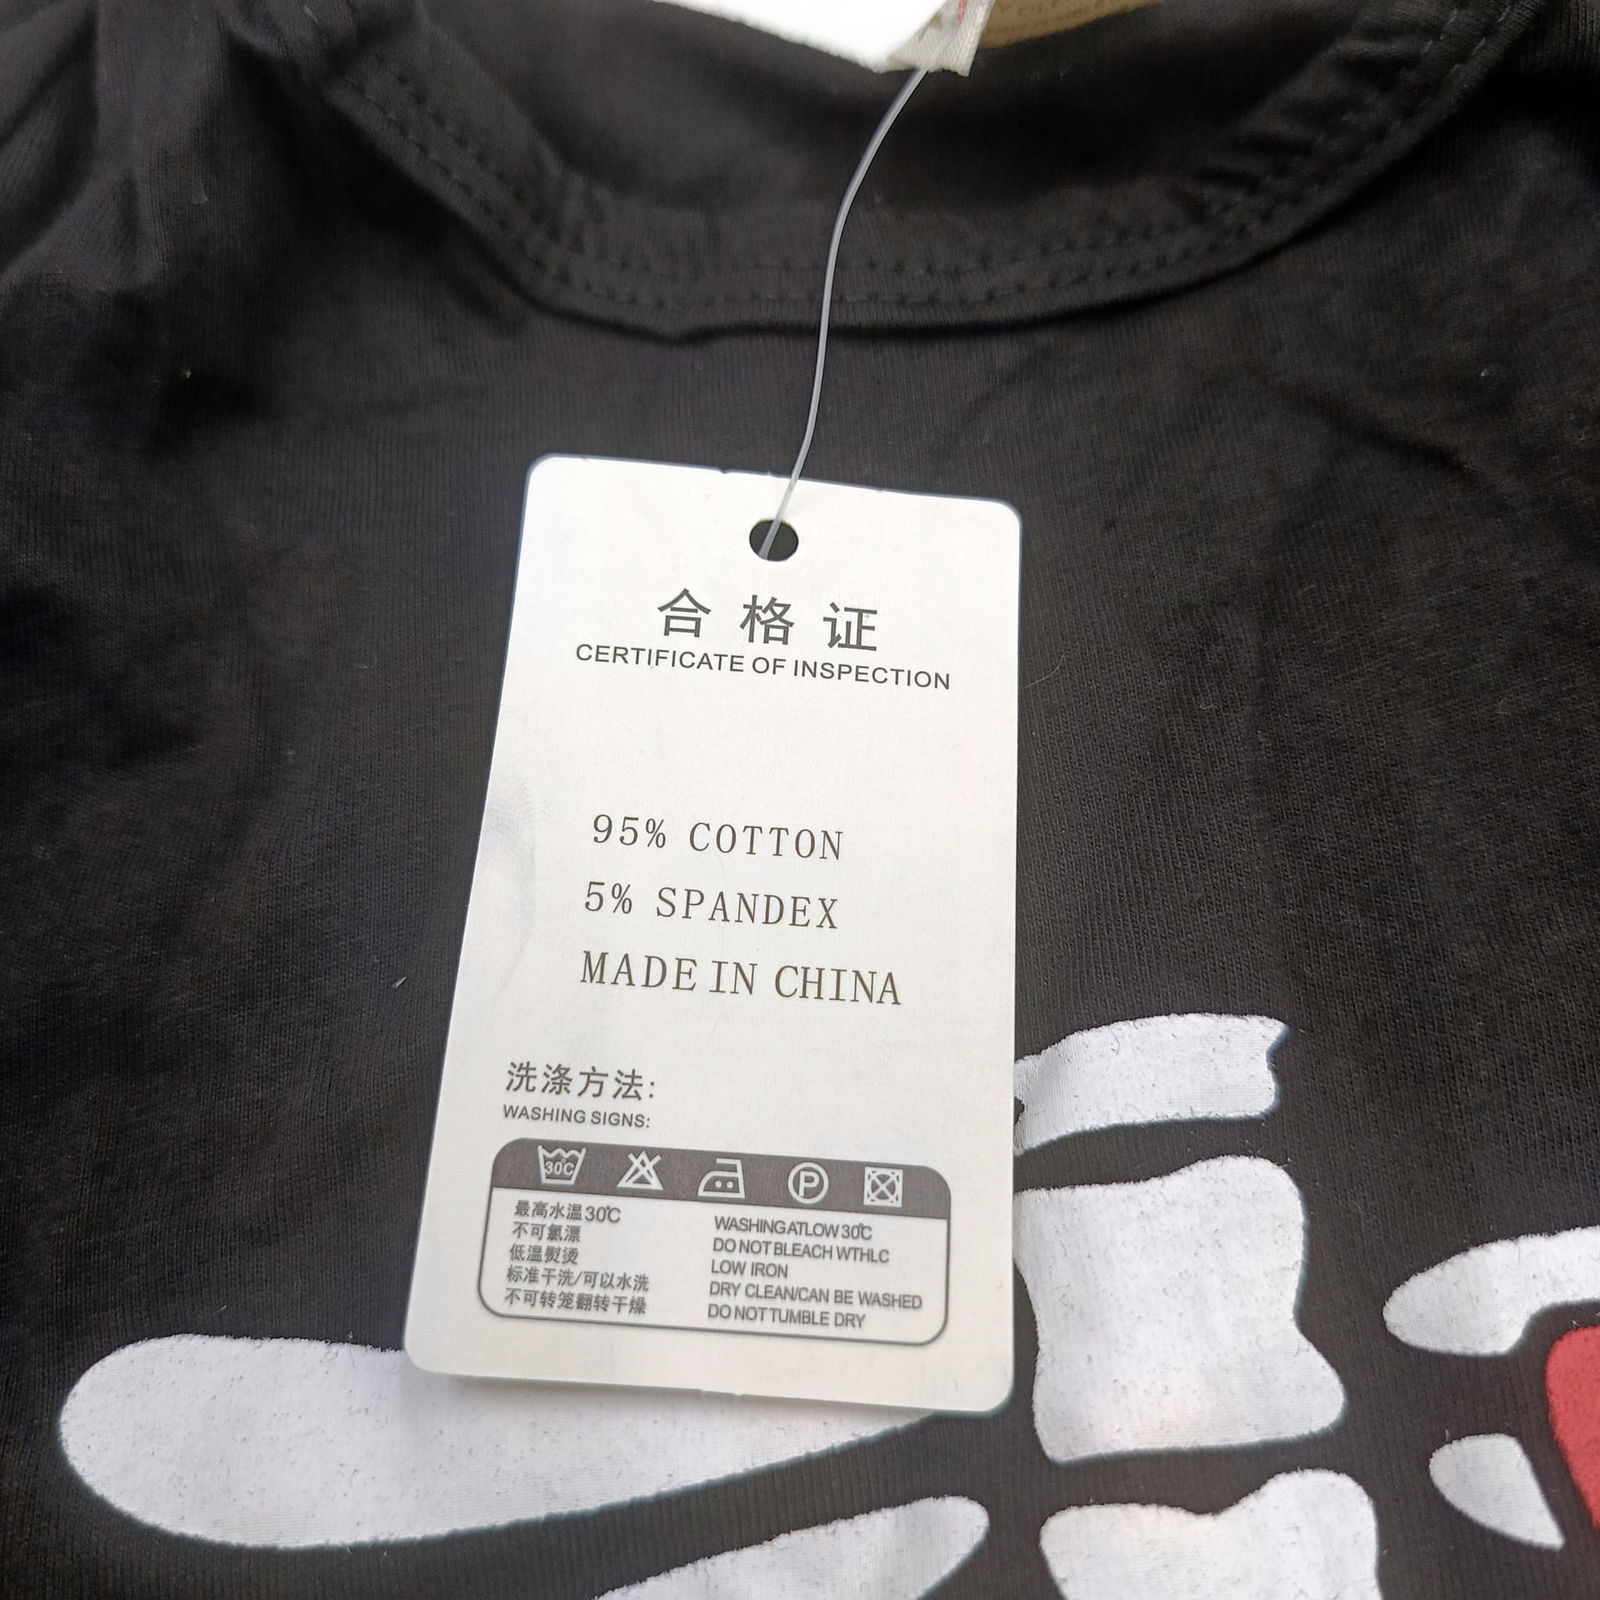 合格证
CERTIFICATE OF INSPECTION
95% COTTON
5% SPANDEX
MADE IN CHINA
洗涤方法:
WASHING SIGNS:
30C
P
最高水温30℃
不可氯漂
低温熨烫
标准干洗/可以水洗
不可转笼翻转干燥
WASHINGATLOW 30℃
DO NOT BLEACH WTHLC
LOW IRON
DRY CLEAN/CAN BE WASHED
DO NOT TUMBLE DRY